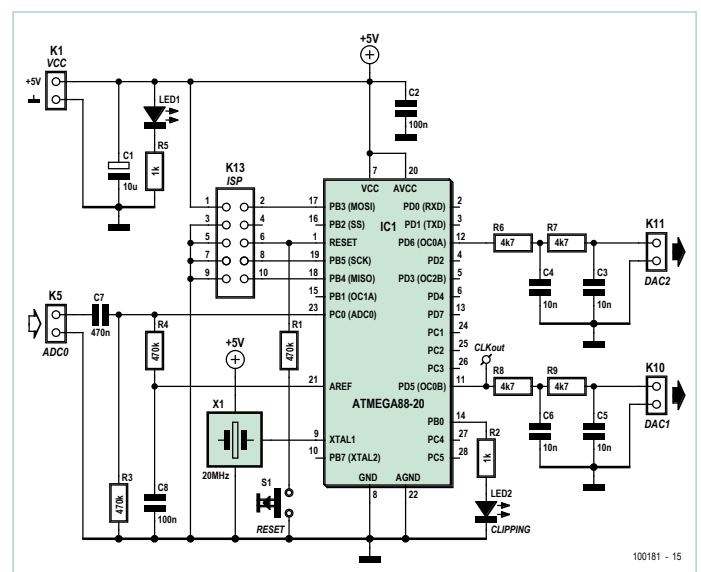 +5V
K1
VCC
+5V
LED1
C2
100n
R5
1k
C1
10u
K13
ISP
1 2
3 4
5 6
7 8
9 10
7 20
VCC AVCC
IC1
17 PB3 (MOSI)
16 PB2 (SS)
1 RESET
19 PB5 (SCK)
18 PB4 (MISO)
15 PB1 (OC1A)
23 PC0 (ADC0)
21 AREF
9 XTAL1
10 PB7 (XTAL2)
PD0 (RXD) 2
PD1 (TXD) 3
PD6 (OC0A) 12
PD2 4
PD3 (OC2B) 5
PD4 6
PD7 13
PC1 24
PC2 25
PC3 26
PD5 (OC0B) 11
PB0 14
PC4 27
PC5 28
ATMEGA88-20
GND AGND
8 22
R6
4k7
R7
4k7
C4
10n
C3
10n
K11
DAC2
CLKout
R8
4k7
R9
4k7
C6
10n
C5
10n
K10
DAC1
R2
1k
LED2
CLIPPING
K5
ADC0
C7
470n
R4
470k
R1
470k
+5V
X1
20MHz
R3
470k
C8
100n
S1
RESET
100181 - 15